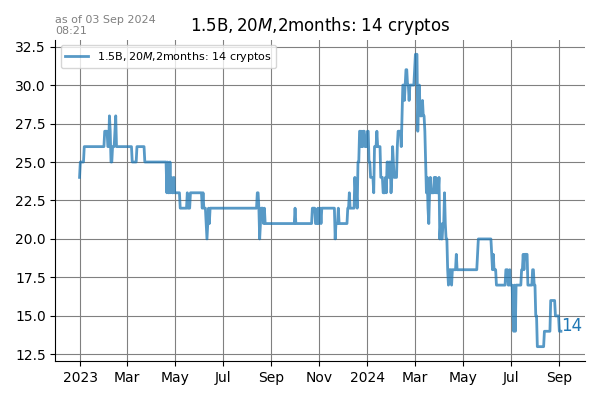 as of 03 Sep 2024
08:21
1.5B, 20M,2months: 14 cryptos
1.5B, 20M,2months: 14 cryptos
32.5
30.0
27.5
25.0
22.5
20.0
17.5
15.0
12.5
14
2023 Mar May Jul Sep Nov 2024 Mar May Jul Sep